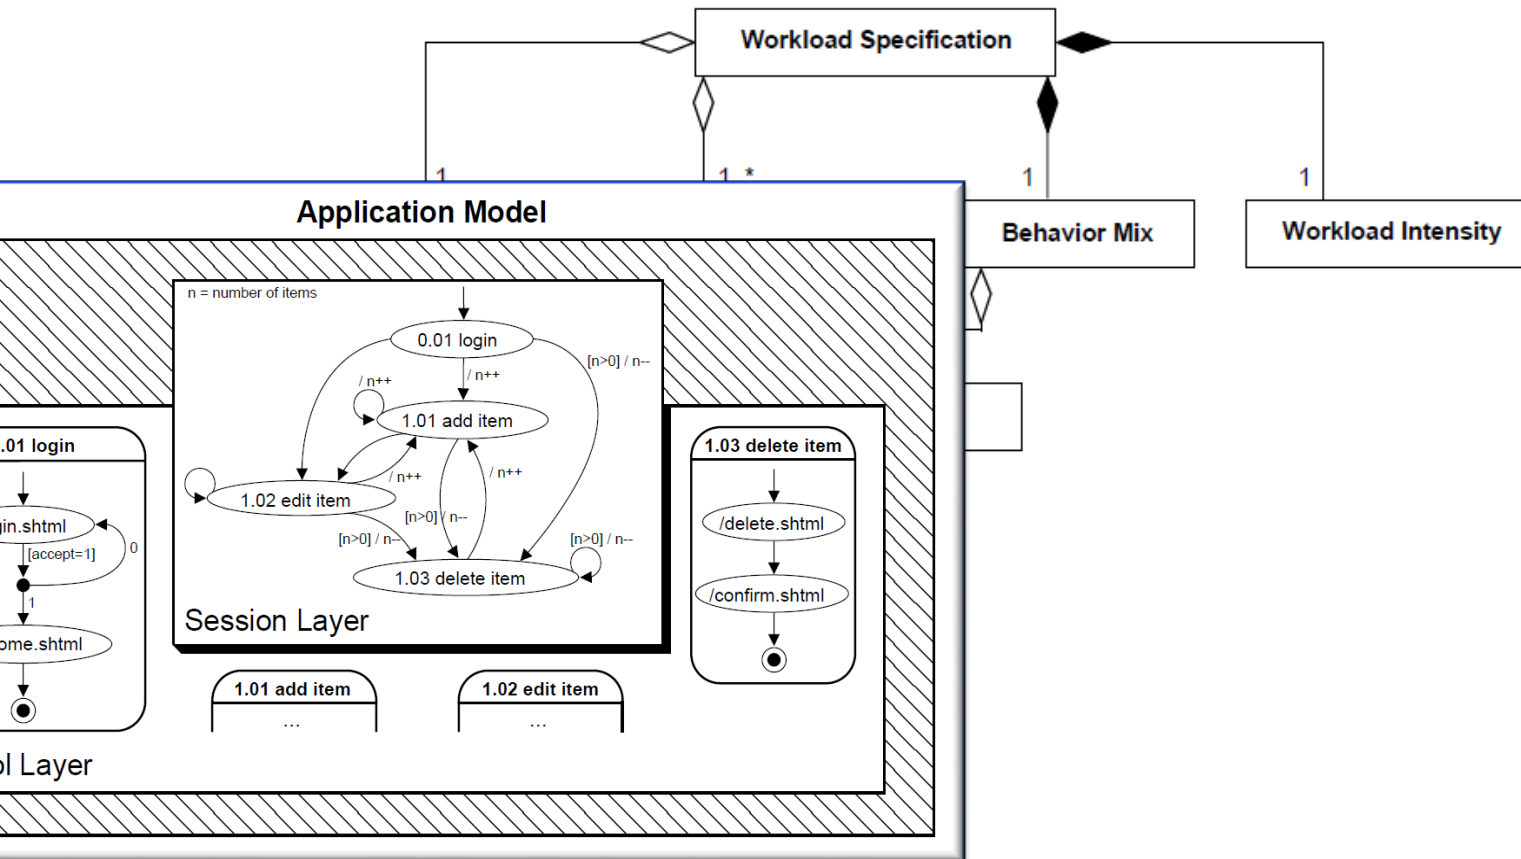 Workload Specification
1
1 *
1
1
Application Model
Behavior Mix
Workload Intensity
n = number of items
0.01 login
[n>0] / n--
/ n++
/ n++
1.01 add item
.01 login
1.03 delete item
/ n++
/ n++
1.02 edit item
[n>0] / n--
gin.shtml
/delete.shtml
[n>0] / n--
[n>0] / n--
[accept=1]
0
1.03 delete item
1
/confirm.shtml
Session Layer
ome.shtml
1.01 add item
1.02 edit item
...
...
ol Layer